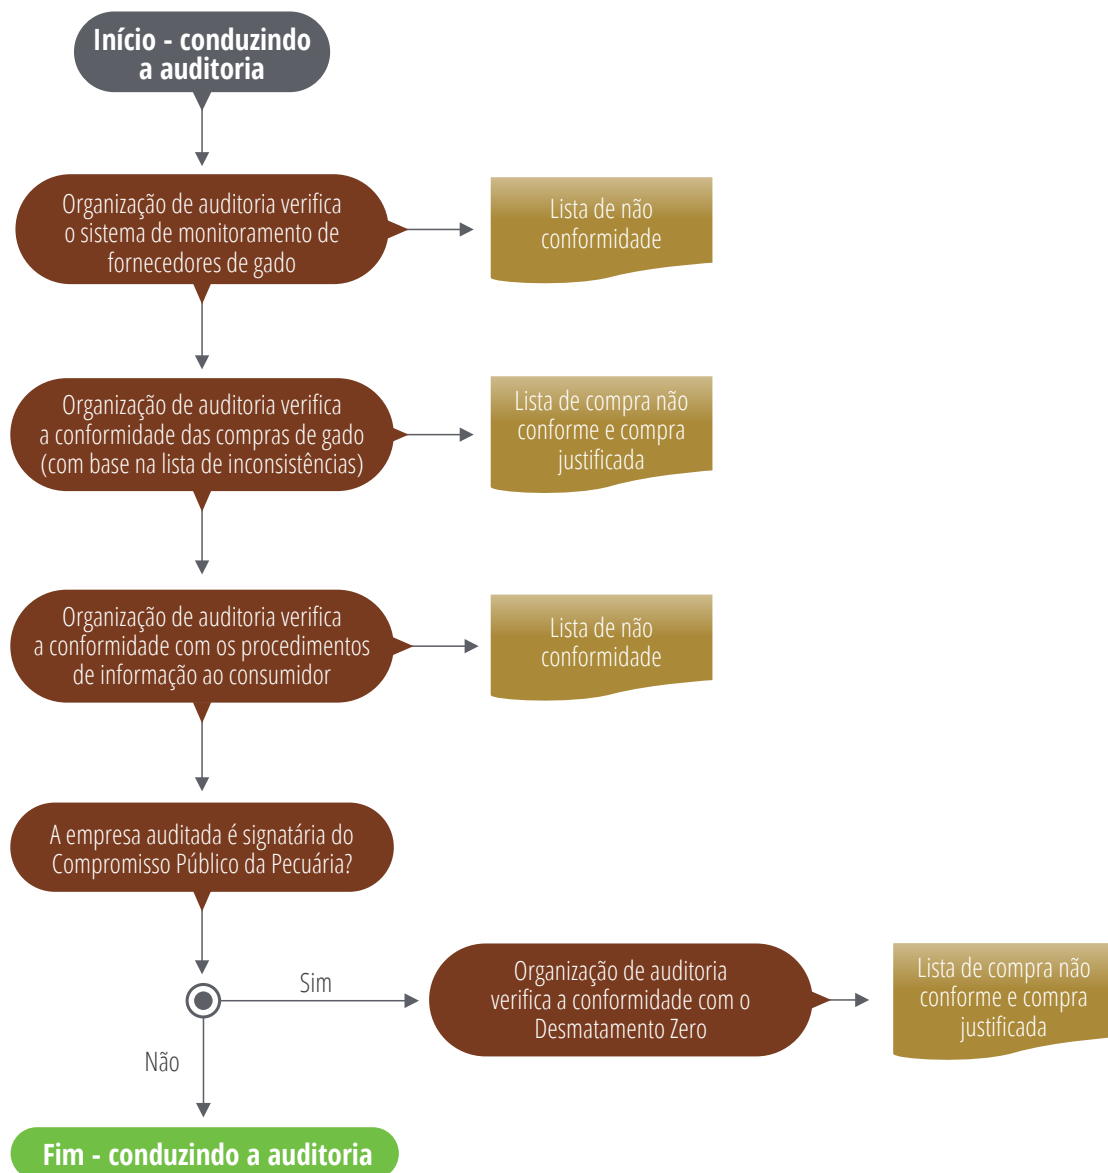 Início - conduzindo
a auditoria
Organização de auditoria verifica
o sistema de monitoramento de
fornecedores de gado
Lista de não
conformidade
Organização de auditoria verifica
a conformidade das compras de gado
(com base na lista de inconsistências)
Lista de compra não
conforme e compra
justificada
Organização de auditoria verifica
a conformidade com os procedimentos
de informação ao consumidor
Lista de não
conformidade
A empresa auditada é signatária do
Compromisso Público da Pecuária?
Sim
Organização de auditoria
verifica a conformidade com o
Desmatamento Zero
Lista de compra não
conforme e compra
justificada
Não
Fim - conduzindo a auditoria